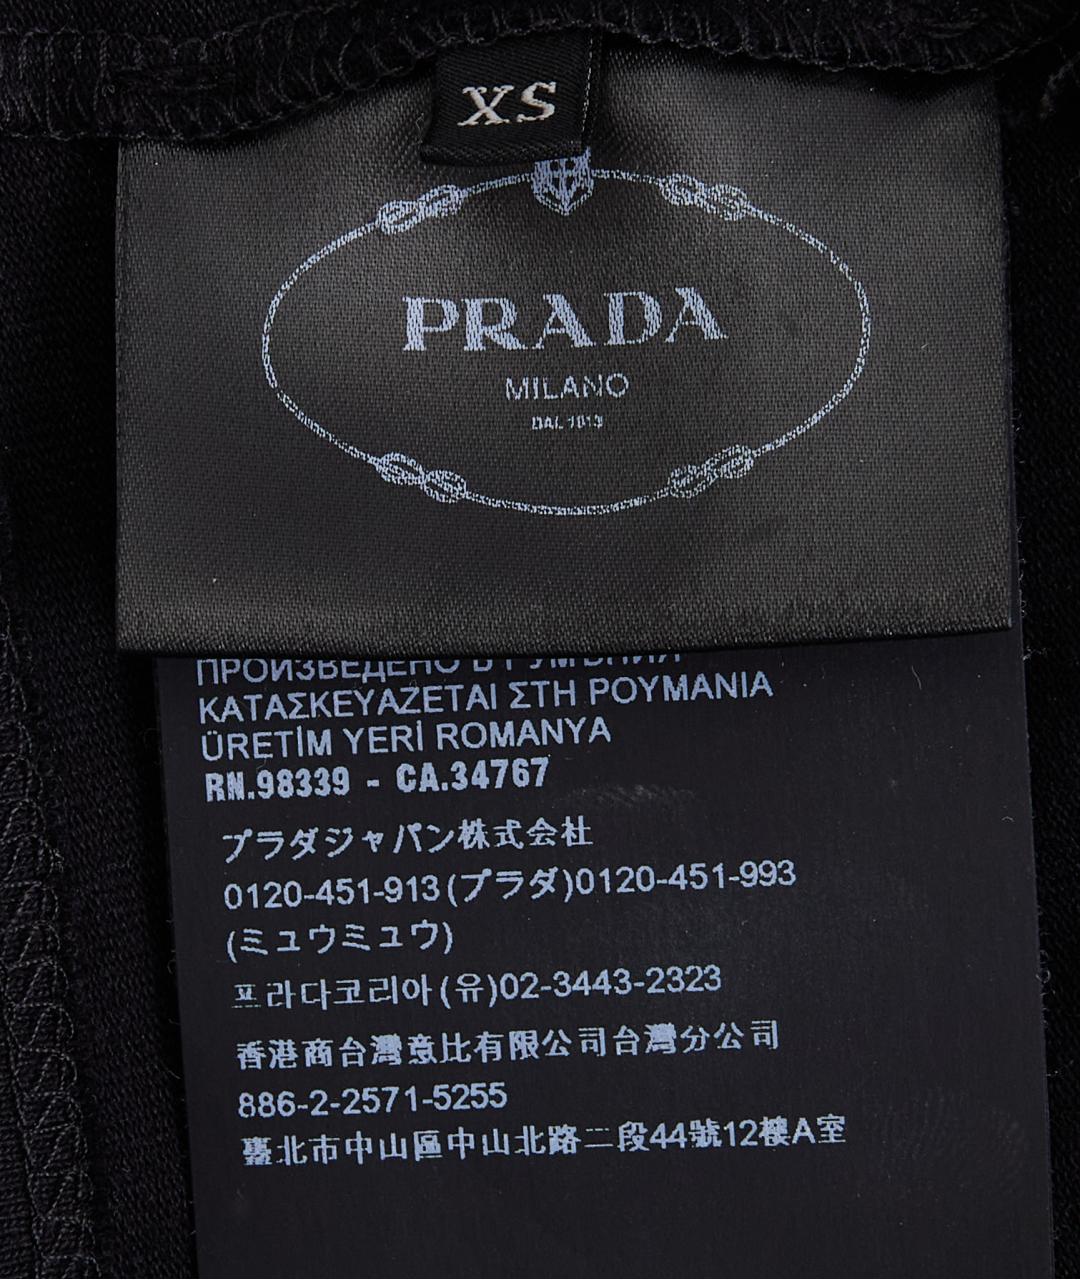 XS
PRADA
MILANO
DAL 1913
ПРОИЗВЕДЕНО В РУМЪНИЯ
ΚΑΤΑΣΚΕΥΑΖΕΤΑΙ ΣΤΗ ΡΟΥΜΑΝΙΑ
ÜRETİM YERİ ROMANYA
RN.98339 - CA.34767
プラダジャパン株式会社
0120-451-913(プラダ)0120-451-993
(ミュウミュウ)
프라다코리아(유)02-3443-2323
香港商台灣意比有限公司台灣分公司
886-2-2571-5255
臺北市中山區中山北路二段44號12樓A室